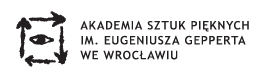 AKADEMIA SZTUK PIĘKNYCH
IM. EUGENIUSZA GEPPERTA
WE WROCŁAWIU